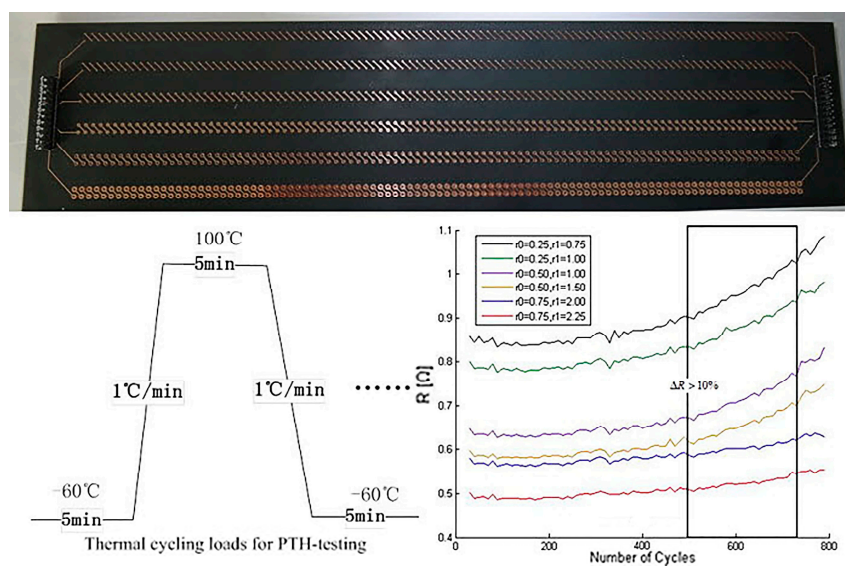 100℃
5min
1℃/min
1℃/min
······
-60℃
5min
-60℃
5min
Thermal cycling loads for PTH-testing
1.1
1
0.9
0.8
0.7
0.6
0.5
0.4
R [Ω]
r0=0.25,r1=0.75
r0=0.25,r1=1.00
r0=0.50,r1=1.00
r0=0.50,r1=1.50
r0=0.75,r1=2.00
r0=0.75,r1=2.25
ΔR > 10%
0
200
400
600
800
Number of Cycles